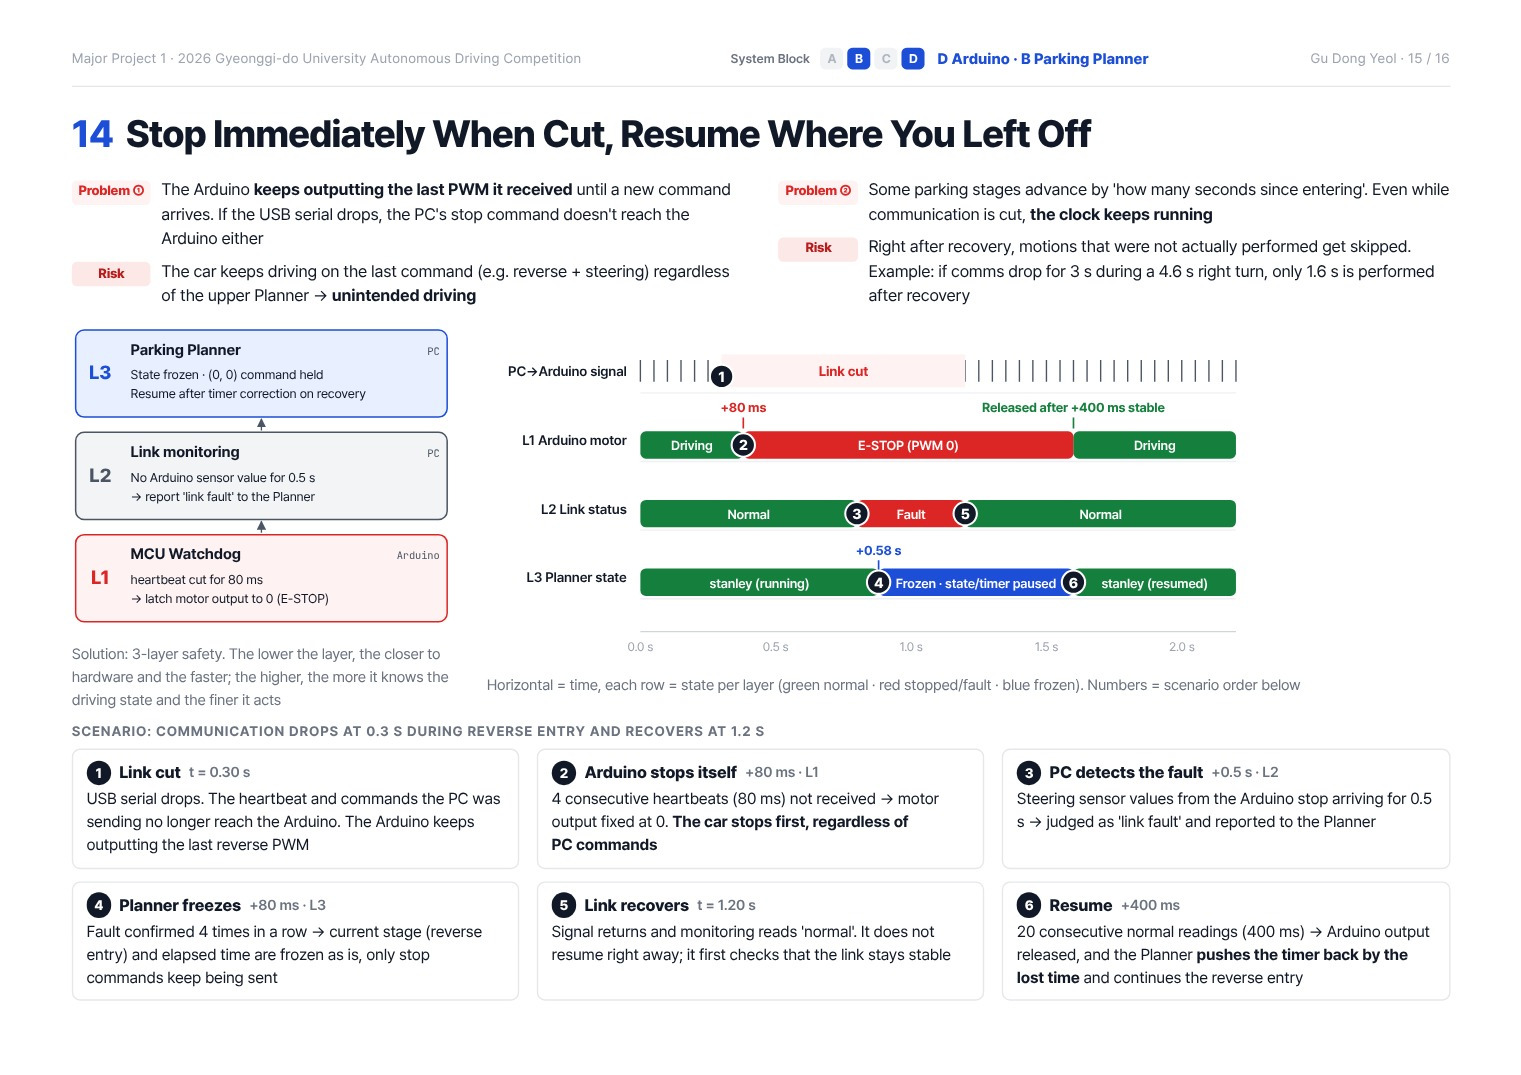 Major Project 1 · 2026 Gyeonggi-do University Autonomous Driving Competition
System Block A B C D D Arduino · B Parking Planner
Gu Dong Yeol · 15 / 16
14 Stop Immediately When Cut, Resume Where You Left Off
Problem ① The Arduino keeps outputting the last PWM it received until a new command
arrives. If the USB serial drops, the PC's stop command doesn't reach the
Arduino either
Risk The car keeps driving on the last command (e.g. reverse + steering) regardless
of the upper Planner → unintended driving
Problem ② Some parking stages advance by 'how many seconds since entering'. Even while
communication is cut, the clock keeps running
Risk Right after recovery, motions that were not actually performed get skipped.
Example: if comms drop for 3 s during a 4.6 s right turn, only 1.6 s is performed
after recovery
L3 Parking Planner PC
State frozen · (0, 0) command held
Resume after timer correction on recovery
L2 Link monitoring PC
No Arduino sensor value for 0.5 s
→ report 'link fault' to the Planner
L1 MCU Watchdog Arduino
heartbeat cut for 80 ms
→ latch motor output to 0 (E-STOP)
Solution: 3-layer safety. The lower the layer, the closer to
hardware and the faster; the higher, the more it knows the
driving state and the finer it acts
PC→Arduino signal 1 Link cut
+80 ms Released after +400 ms stable
L1 Arduino motor Driving 2 E-STOP (PWM 0) Driving
L2 Link status Normal 3 Fault 5 Normal
+0.58 s
L3 Planner state stanley (running) 4 Frozen · state/timer paused 6 stanley (resumed)
0.0 s 0.5 s 1.0 s 1.5 s 2.0 s
Horizontal = time, each row = state per layer (green normal · red stopped/fault · blue frozen). Numbers = scenario order below
SCENARIO: COMMUNICATION DROPS AT 0.3 S DURING REVERSE ENTRY AND RECOVERS AT 1.2 S
1 Link cut t = 0.30 s
USB serial drops. The heartbeat and commands the PC was
sending no longer reach the Arduino. The Arduino keeps
outputting the last reverse PWM
2 Arduino stops itself +80 ms · L1
4 consecutive heartbeats (80 ms) not received → motor
output fixed at 0. The car stops first, regardless of
PC commands
3 PC detects the fault +0.5 s · L2
Steering sensor values from the Arduino stop arriving for 0.5
s → judged as 'link fault' and reported to the Planner
4 Planner freezes +80 ms · L3
Fault confirmed 4 times in a row → current stage (reverse
entry) and elapsed time are frozen as is, only stop
commands keep being sent
5 Link recovers t = 1.20 s
Signal returns and monitoring reads 'normal'. It does not
resume right away; it first checks that the link stays stable
6 Resume +400 ms
20 consecutive normal readings (400 ms) → Arduino output
released, and the Planner pushes the timer back by the
lost time and continues the reverse entry